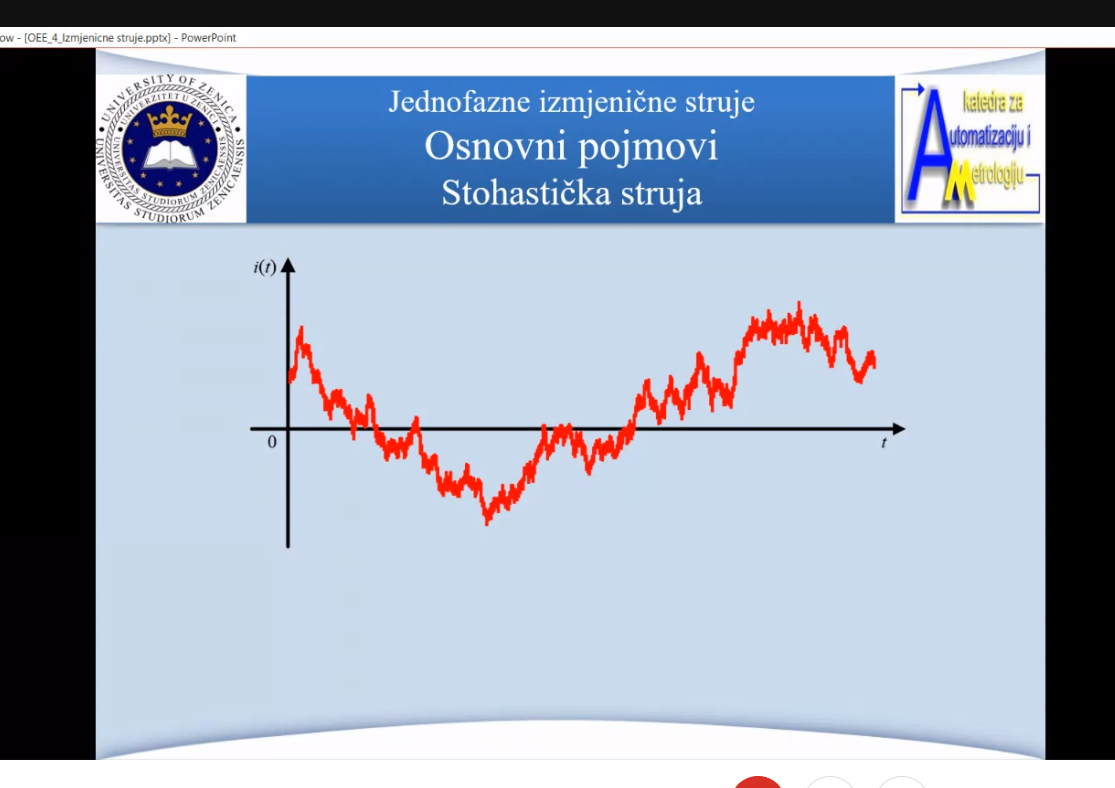 ow - [OEE_4_Izmjenicne struje.pptx] - PowerPoint
UNIVERSITY OF ZENICA
UNIVERZITET U ZENICI
UNIVERSITAS STUDIORUM ZENICAENSIS
Jednofazne izmjenične struje
Osnovni pojmovi
Stohastička struja
katedra za
Automatizaciju i
Metrologiju
i(t)
0
t